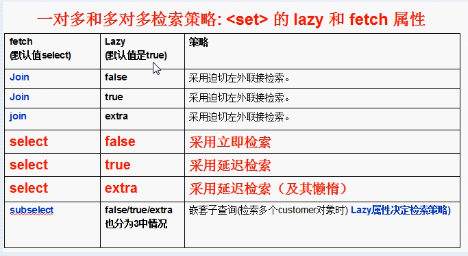 一对多和多对多检索策略: <set> 的 lazy 和 fetch 属性
fetch
(默认值select)
Lazy
(默认值是true)
策略
Join
false
采用迫切左外联接检索。
Join
true
采用迫切左外联接检索。
join
extra
采用迫切左外联接检索。
select
false
采用立即检索
select
true
采用延迟检索
select
extra
采用延迟检索（及其懒惰）
subselect
false/true/extra
也分为3中情况
嵌套子查询(检索多个customer对象时) Lazy属性决定检索策略)